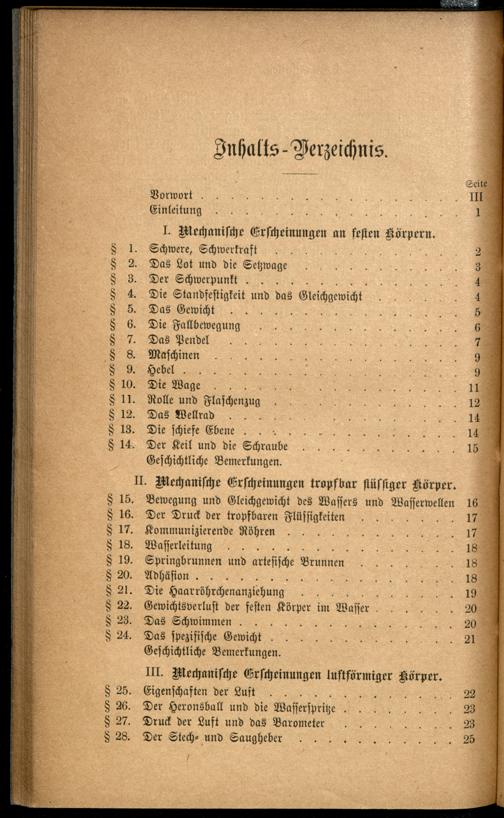 Inhalts-Verzeichnis.
Seite
Vorwort . . . . . . . . . . . . . . . . III
Einleitung . . . . . . . . . . . . . . . 1
I. Mechanische Erscheinungen an festen Körpern.
§ 1. Schwere, Schwerkraft . . . . . . . . . . . 2
§ 2. Das Lot und die Setzwage . . . . . . . . . . 3
§ 3. Der Schwerpunkt . . . . . . . . . . . . . 4
§ 4. Die Standfestigkeit und das Gleichgewicht . . . . . . 4
§ 5. Das Gewicht . . . . . . . . . . . . . . 5
§ 6. Die Fallbewegung . . . . . . . . . . . . . 6
§ 7. Das Pendel . . . . . . . . . . . . . . 7
§ 8. Maschinen . . . . . . . . . . . . . . . 9
§ 9. Hebel . . . . . . . . . . . . . . . . 9
§ 10. Die Wage . . . . . . . . . . . . . . . 11
§ 11. Rolle und Flaschenzug . . . . . . . . . . . 12
§ 12. Das Wellrad . . . . . . . . . . . . . . 14
§ 13. Die schiefe Ebene . . . . . . . . . . . . . 14
§ 14. Der Keil und die Schraube . . . . . . . . . . 15
Geschichtliche Bemerkungen.
II. Mechanische Erscheinungen tropfbar flüssiger Körper.
§ 15. Bewegung und Gleichgewicht des Wassers und Wasserwellen 16
§ 16. Der Druck der tropfbaren Flüssigkeiten . . . . . . . 17
§ 17. Kommunizierende Röhren . . . . . . . . . . . 17
§ 18. Wasserleitung . . . . . . . . . . . . . . 18
§ 19. Springbrunnen und artesische Brunnen . . . . . . . 18
§ 20. Adhäsion . . . . . . . . . . . . . . . 18
§ 21. Die Haarröhrchenanziehung . . . . . . . . . . 19
§ 22. Gewichtsverlust der festen Körper im Wasser . . . . . 20
§ 23. Das Schwimmen . . . . . . . . . . . . . 20
§ 24. Das spezifische Gewicht . . . . . . . . . . . 21
Geschichtliche Bemerkungen.
III. Mechanische Erscheinungen luftförmiger Körper.
§ 25. Eigenschaften der Luft . . . . . . . . . . . 22
§ 26. Der Heronsball und die Wasserspritze . . . . . . . 23
§ 27. Druck der Luft und das Barometer . . . . . . . . 23
§ 28. Der Stech- und Saugheber . . . . . . . . . . 25